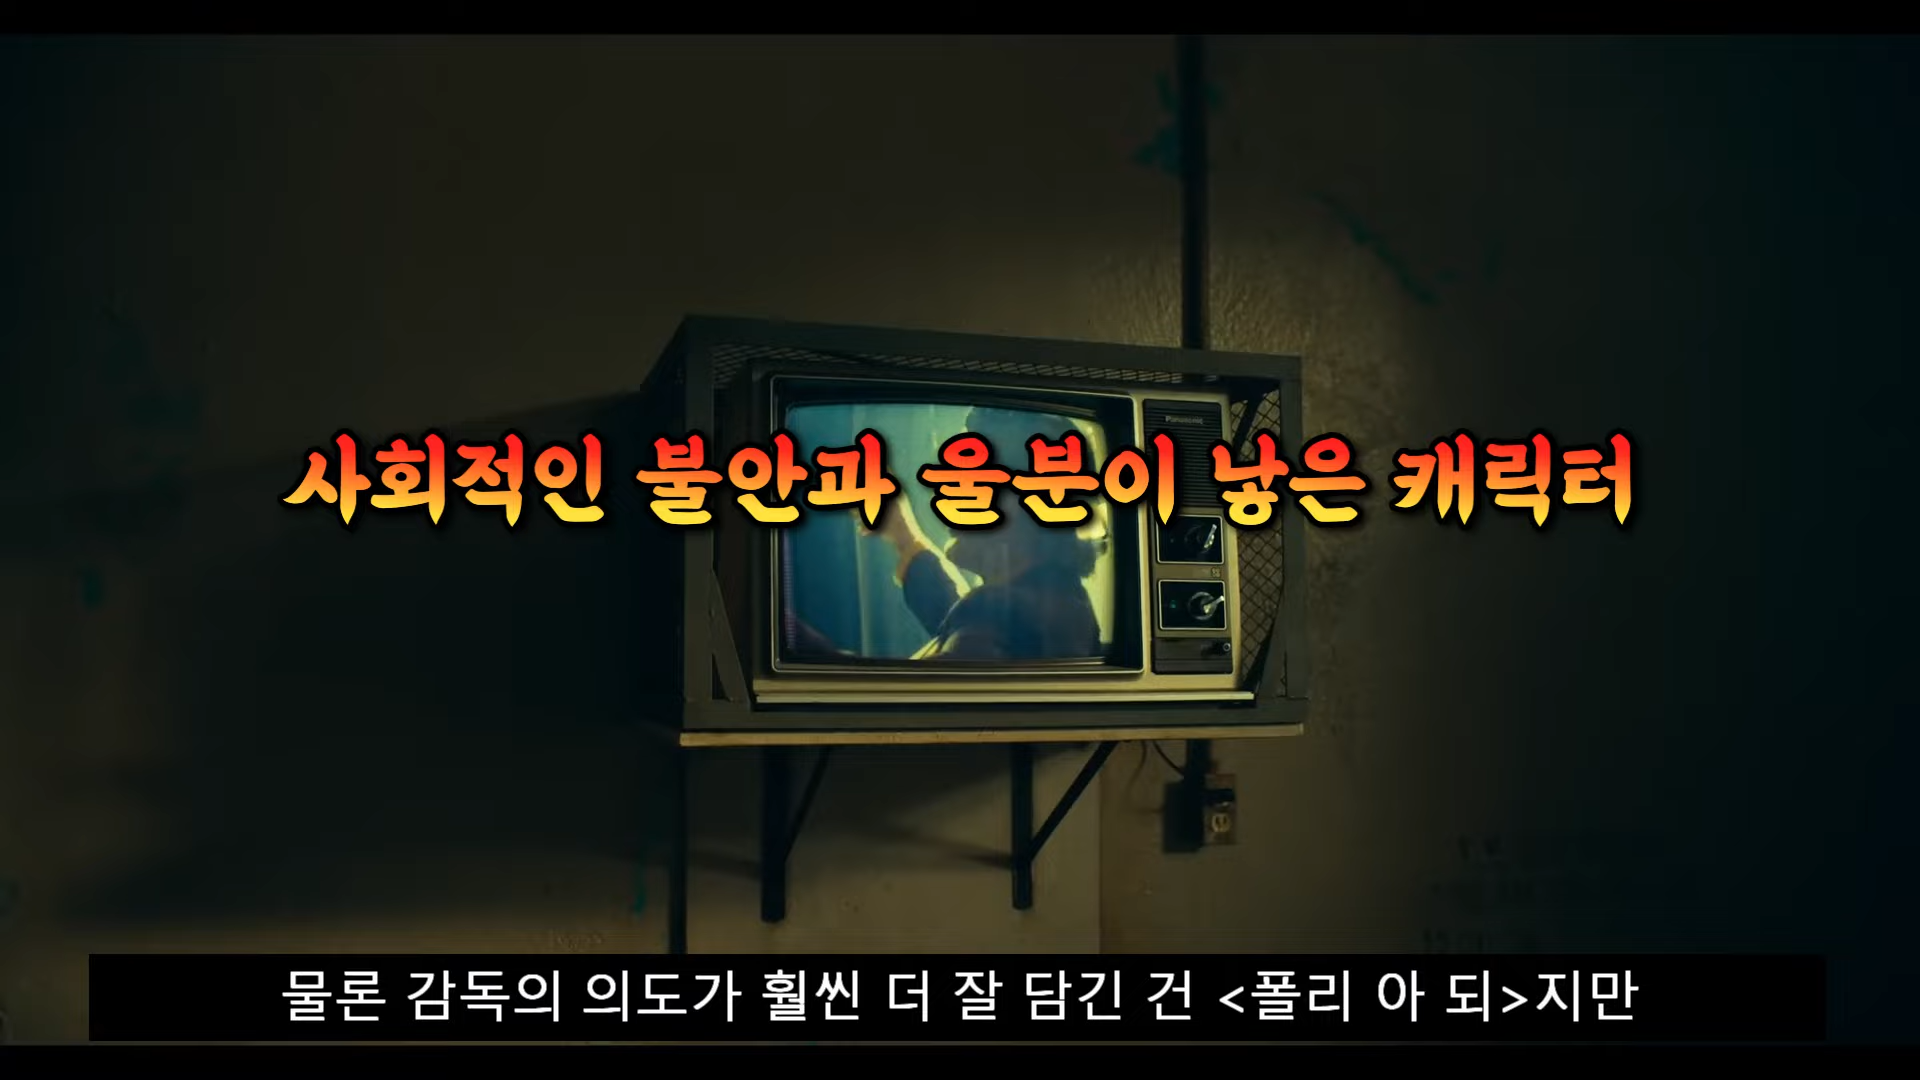 Panasonic
사회적인 불안과 울분이 낳은 캐릭터
물론 감독의 의도가 훨씬 더 잘 담긴 건 <폴리 아 되>지만